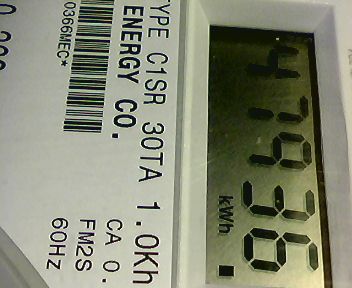 47936.
kWh
TYPE C1SR 30TA 1.0Kh
ENERGY CO.
CA 0.
FM2S
60HZ
0366MEC*